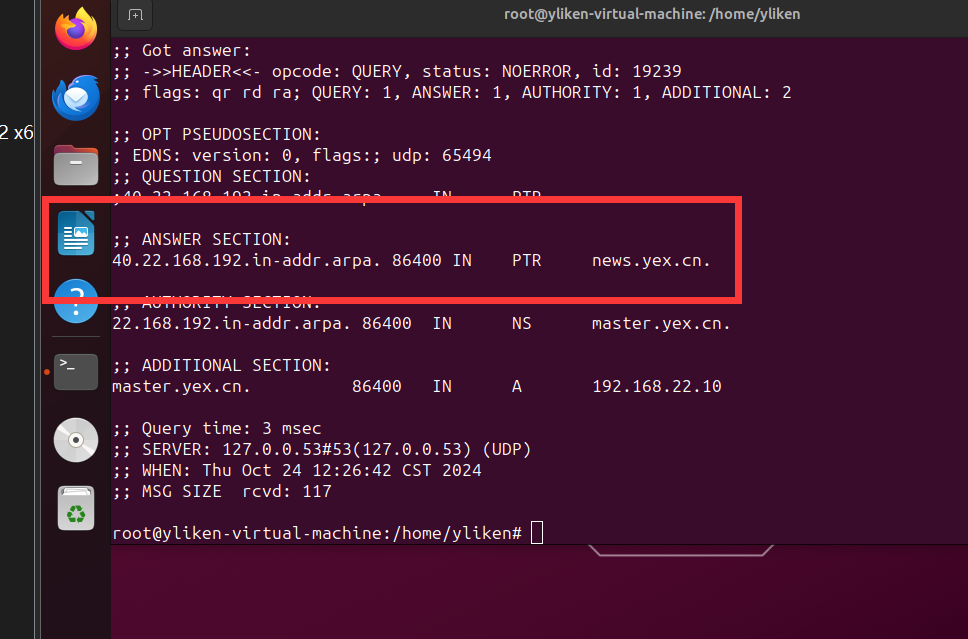 root@yliken-virtual-machine: /home/yliken
;; Got answer:
;; ->>HEADER<<- opcode: QUERY, status: NOERROR, id: 19239
;; flags: qr rd ra; QUERY: 1, ANSWER: 1, AUTHORITY: 1, ADDITIONAL: 2
2 x6
;; OPT PSEUDOSECTION:
; EDNS: version: 0, flags:; udp: 65494
;; QUESTION SECTION:
;40.22.168.192.in-addr.arpa. IN PTR
;; ANSWER SECTION:
40.22.168.192.in-addr.arpa. 86400 IN PTR news.yex.cn.
;; AUTHORITY SECTION:
22.168.192.in-addr.arpa. 86400 IN NS master.yex.cn.
;; ADDITIONAL SECTION:
master.yex.cn. 86400 IN A 192.168.22.10
;; Query time: 3 msec
;; SERVER: 127.0.0.53#53(127.0.0.53) (UDP)
;; WHEN: Thu Oct 24 12:26:42 CST 2024
;; MSG SIZE rcvd: 117
root@yliken-virtual-machine:/home/yliken#